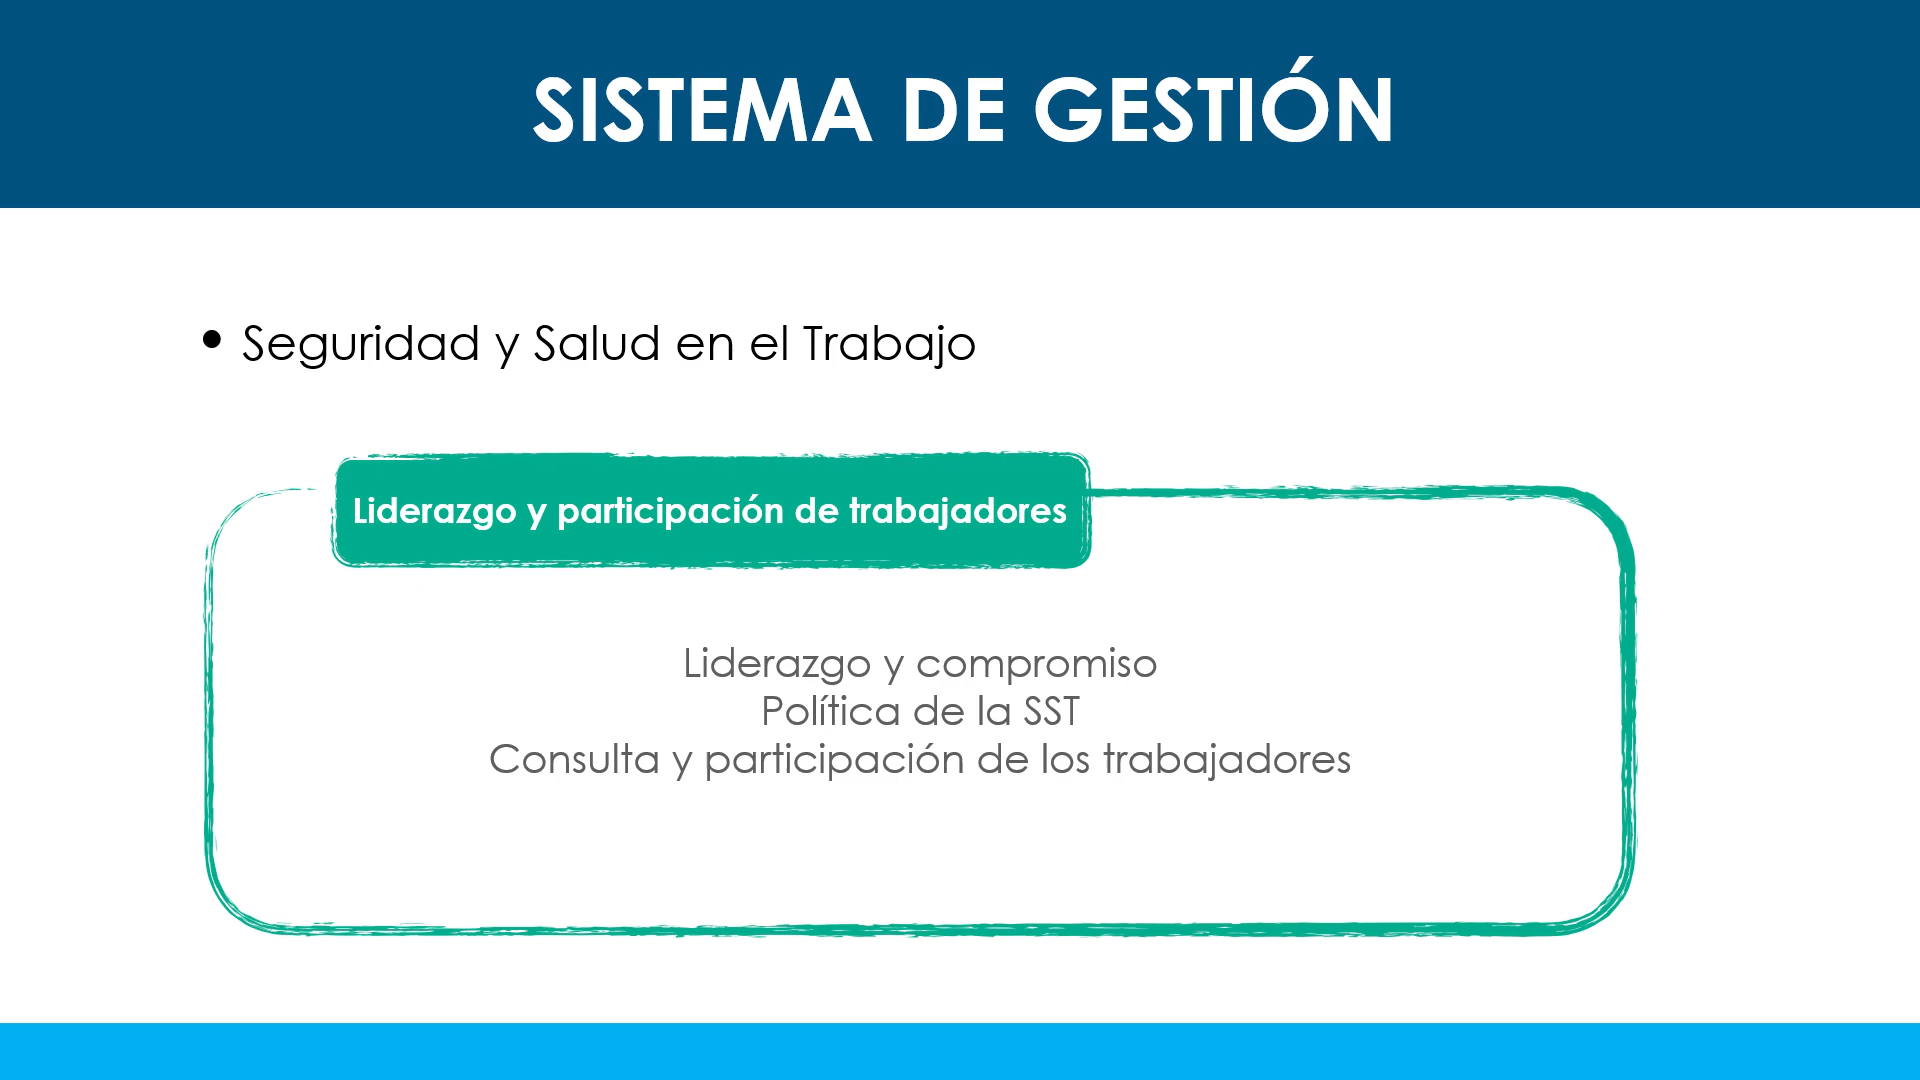 SISTEMA DE GESTIÓN
• Seguridad y Salud en el Trabajo
Liderazgo y participación de trabajadores
Liderazgo y compromiso
Política de la SST
Consulta y participación de los trabajadores